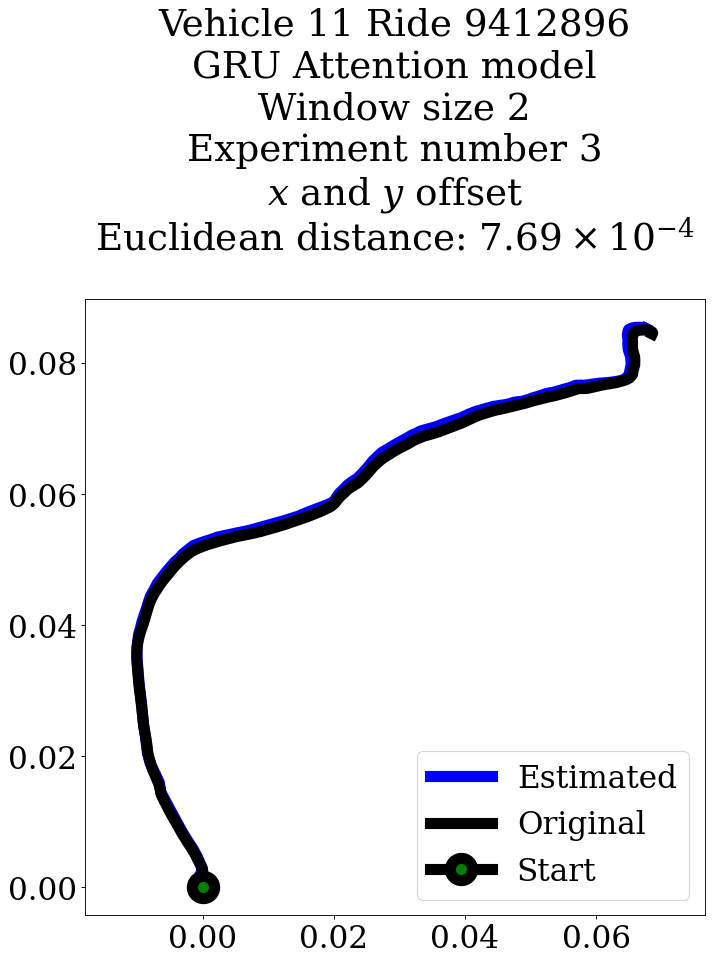 Vehicle 11 Ride 9412896
GRU Attention model
Window size 2
Experiment number 3
x and y offset
Euclidean distance: 7.69 × 10⁻⁴
0.08
0.06
0.04
0.02
0.00
Estimated
Original
Start
0.00 0.02 0.04 0.06